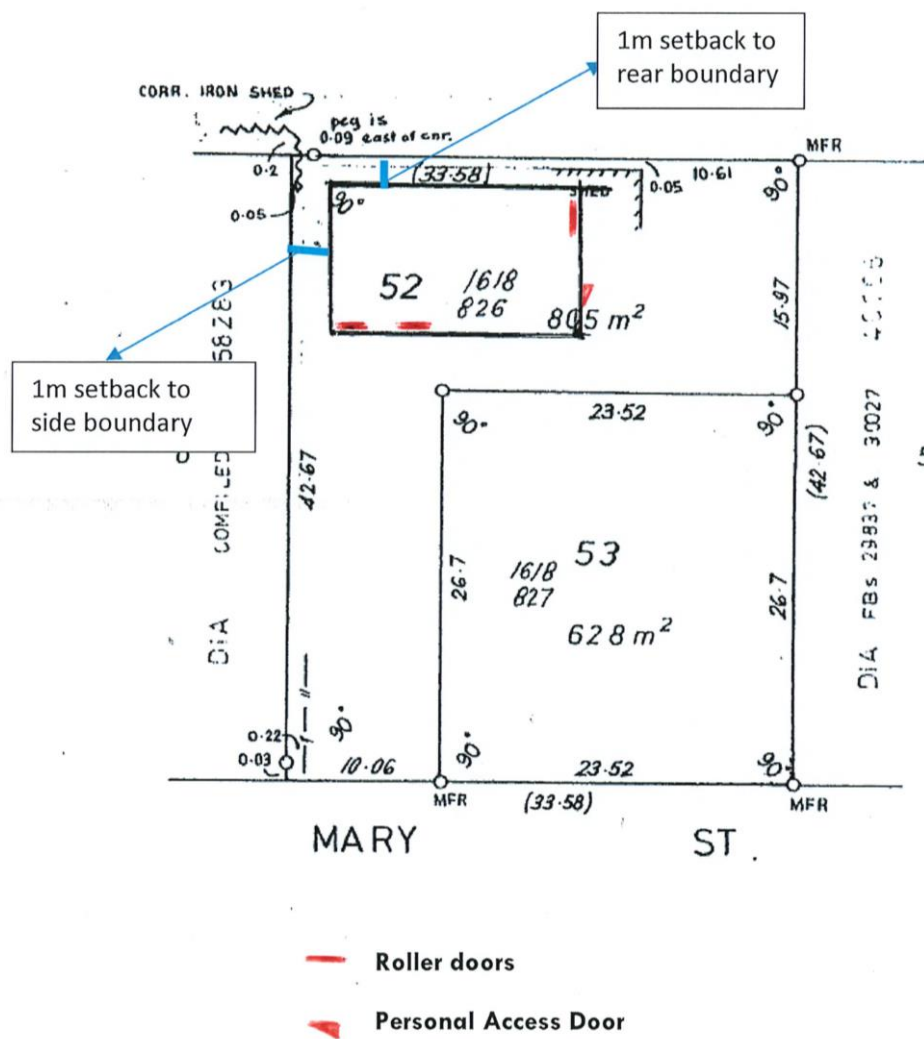 1m setback to
rear boundary
CORR. IRON SHED
peg is
0.09 east of cnr.
MFR
0.2
(33.58)
0.05
10.61
90°
SHED
0.05
90°
52
1618
826
805 m²
15.97
1m setback to
side boundary
23.52
90°
90°
DIA COMPILED
58283
42.67
(42.67)
DIA FBs 29837 & 30027
53
1618
827
26.7
26.7
628 m²
0.22
0.03
90°
90°
90°
10.06
23.52
MFR
(33.58)
MFR
MARY ST.
Roller doors
Personal Access Door